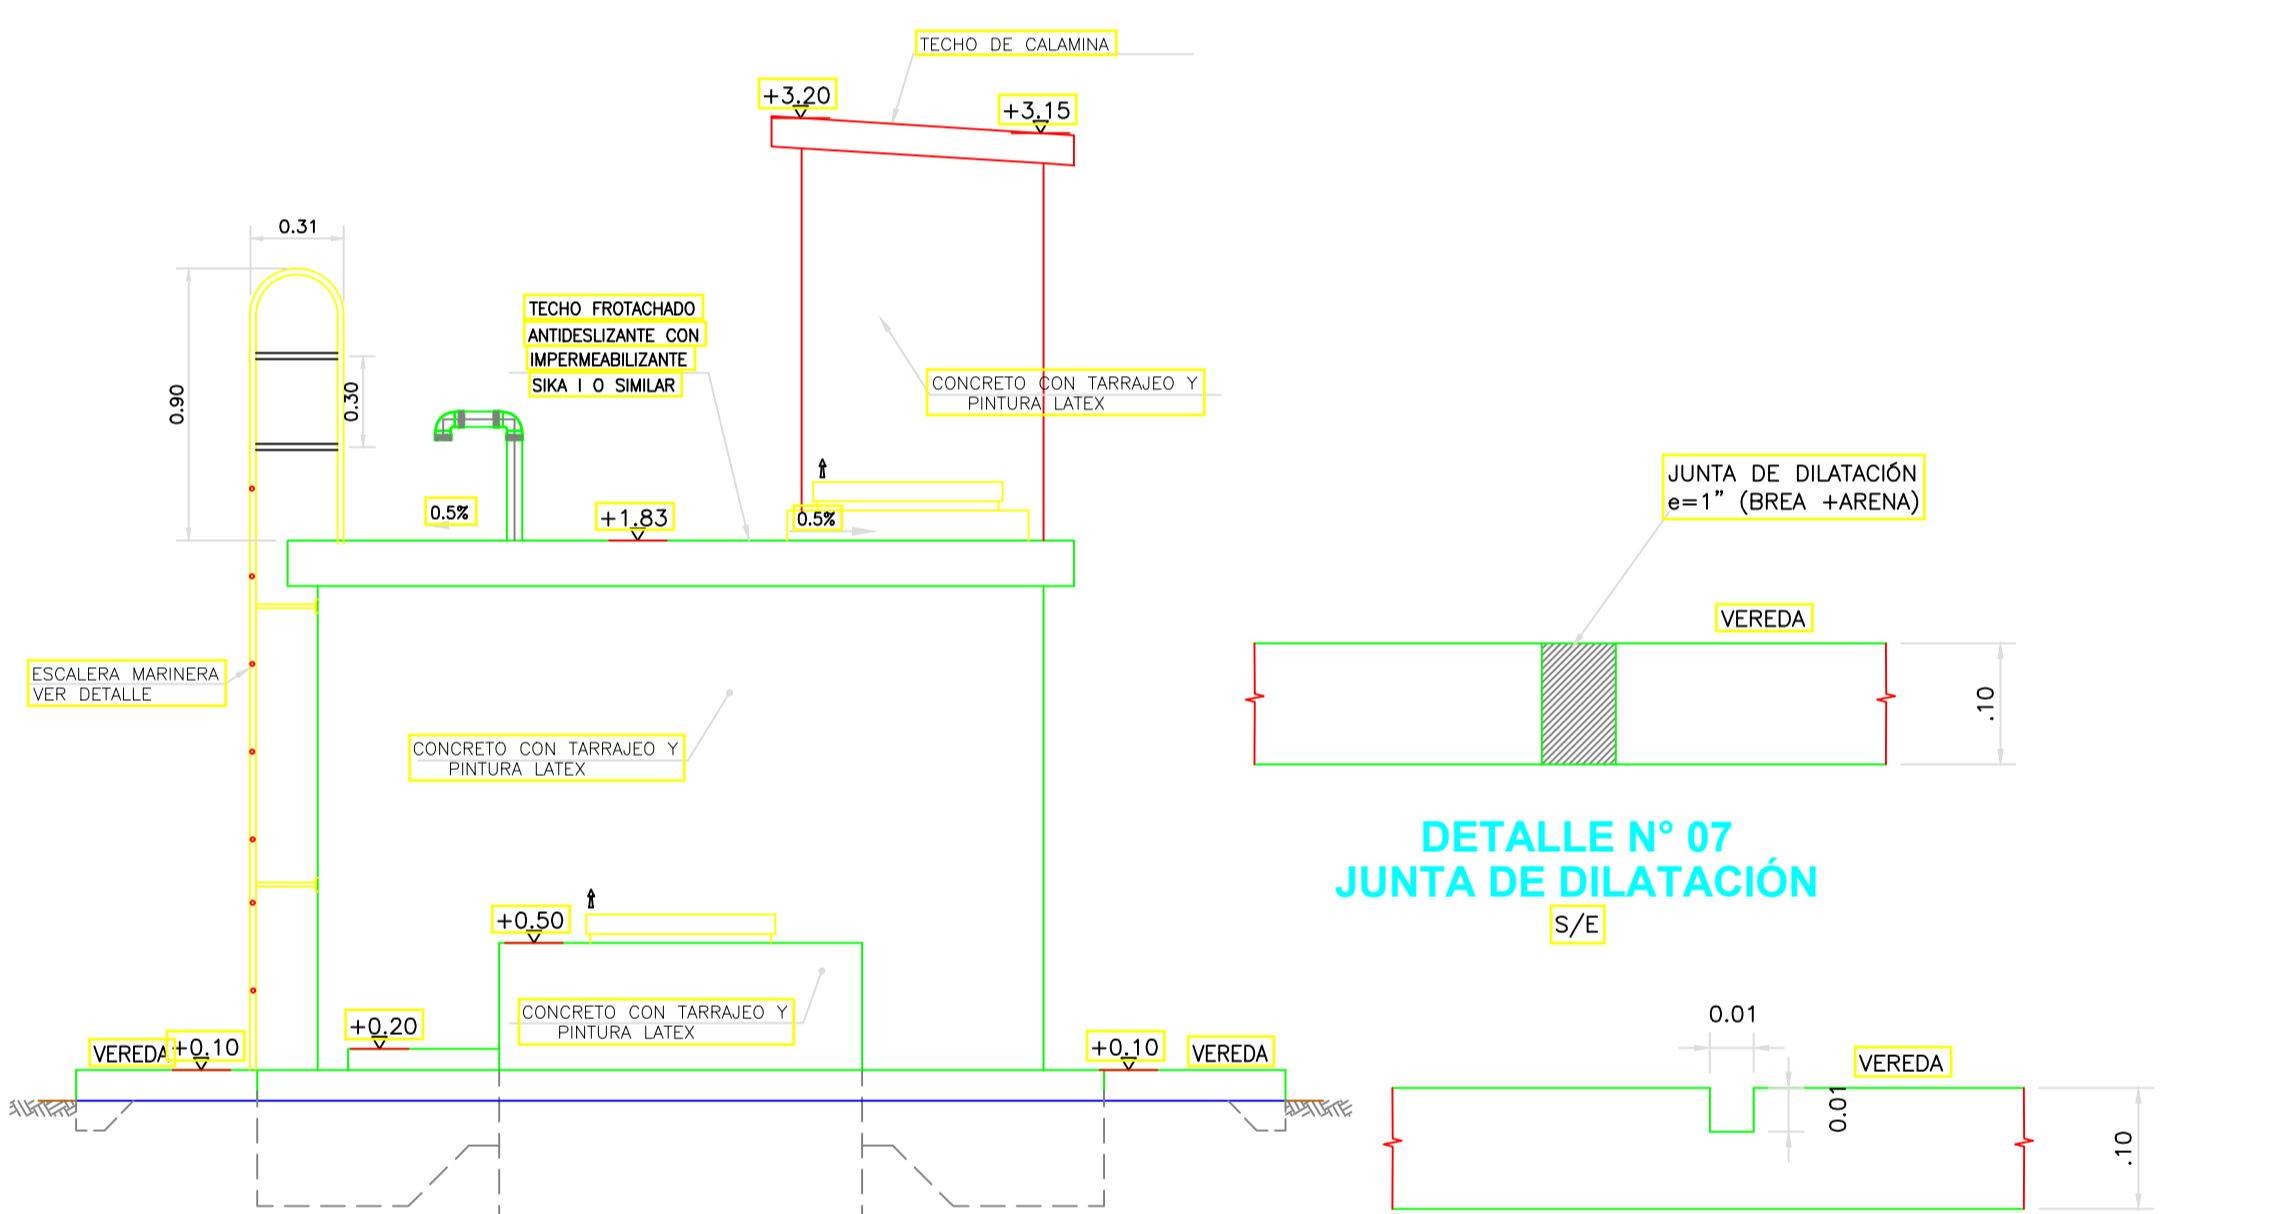 TECHO DE CALAMINA
+3.20
+3.15
0.31
TECHO FROTACHADO
ANTIDESLIZANTE CON
IMPERMEABILIZANTE
SIKA I O SIMILAR
0.90
0.30
CONCRETO CON TARRAJEO Y
PINTURA LATEX
0.5%
+1.83
0.5%
ESCALERA MARINERA
VER DETALLE
CONCRETO CON TARRAJEO Y
PINTURA LATEX
+0.50
CONCRETO CON TARRAJEO Y
PINTURA LATEX
+0.20
VEREDA
+0.10
+0.10
VEREDA
JUNTA DE DILATACIÓN
e=1" (BREA +ARENA)
VEREDA
.10
DETALLE N° 07
JUNTA DE DILATACIÓN
S/E
0.01
VEREDA
0.01
.10